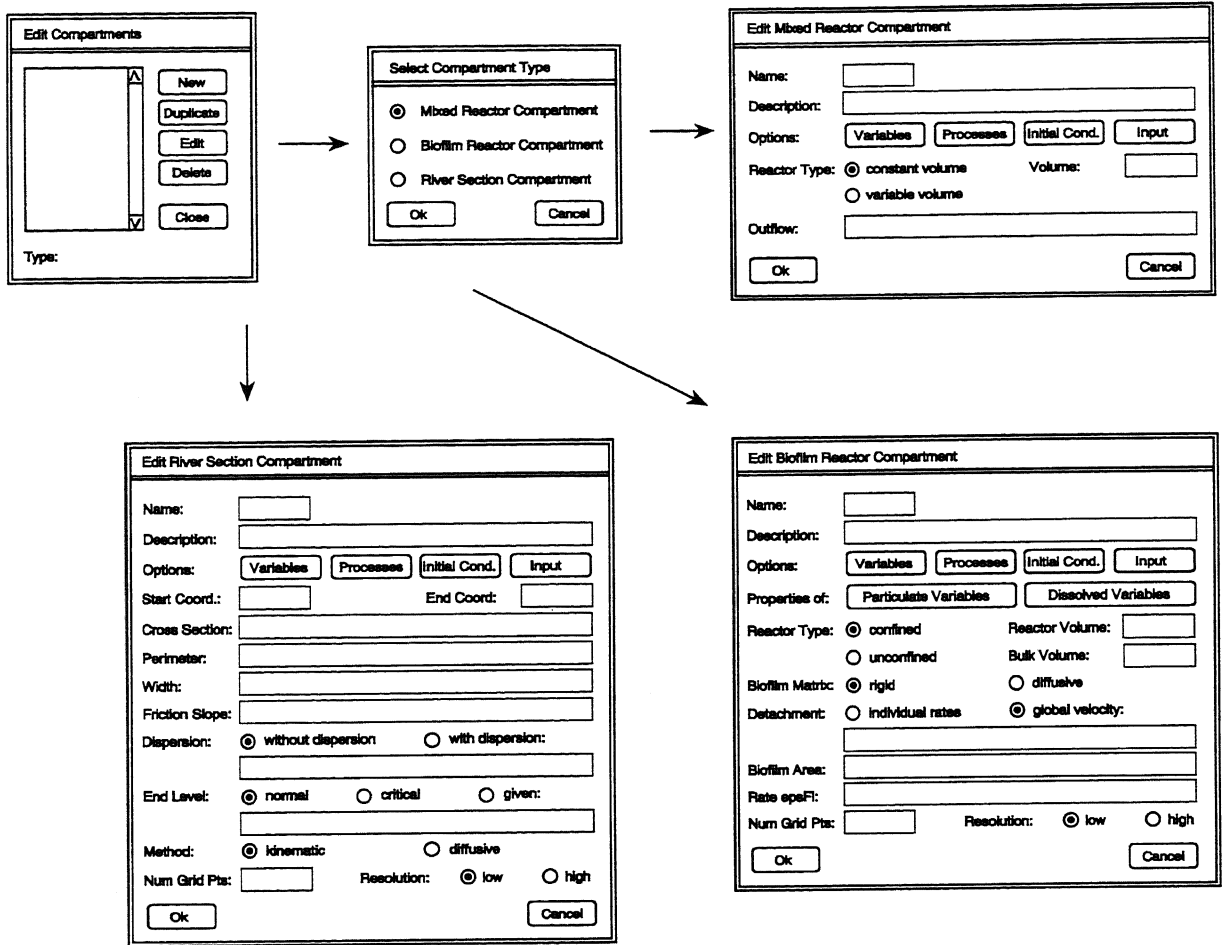 Edit Compartments
New
Duplicate
Edit
Delete
Close
Type:
Select Compartment Type
Mixed Reactor Compartment
Biofilm Reactor Compartment
River Section Compartment
Ok Cancel
Edit Mixed Reactor Compartment
Name:
Description:
Options: Variables Processes Initial Cond. Input
Reactor Type: constant volume Volume:
variable volume
Outflow:
Ok Cancel
Edit River Section Compartment
Name:
Description:
Options: Variables Processes Initial Cond. Input
Start Coord.: End Coord:
Cross Section:
Perimeter:
Width:
Friction Slope:
Dispersion: without dispersion with dispersion:
End Level: normal critical given:
Method: kinematic diffusive
Num Grid Pts: Resolution: low high
Ok Cancel
Edit Biofilm Reactor Compartment
Name:
Description:
Options: Variables Processes Initial Cond. Input
Properties of: Particulate Variables Dissolved Variables
Reactor Type: confined Reactor Volume:
unconfined Bulk Volume:
Biofilm Matrix: rigid diffusive
Detachment: individual rates global velocity:
Biofilm Area:
Rate epsFl:
Num Grid Pts: Resolution: low high
Ok Cancel